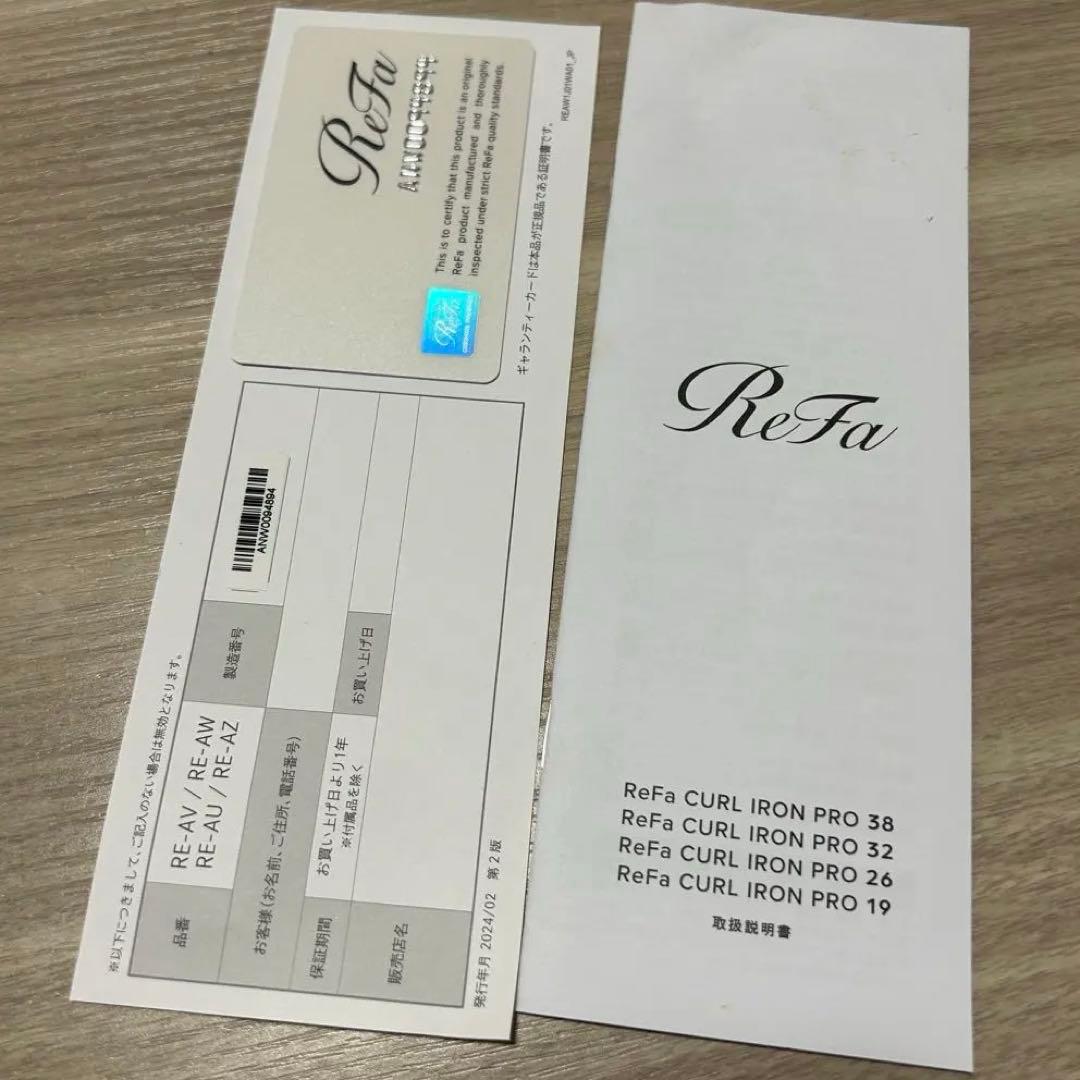 ReFa
ANW0094894
This is to certify that this product is an original
ReFa product manufactured and thoroughly
inspected under strict ReFa quality standards.
ReFa
ギャランティーカードは本品が正規品である証明書です。
REAW1J01WA01_JP
※以下につきまして、ご記入のない場合は無効となります。
品番
RE-AV / RE-AW
RE-AU / RE-AZ
製造番号
ANW0094894
お客様(お名前、ご住所、電話番号)
保証期間
お買い上げ日より1年
※付属品を除く
お買い上げ日
販売店名
発行年月 2024/02 第2版
ReFa
ReFa CURL IRON PRO 38
ReFa CURL IRON PRO 32
ReFa CURL IRON PRO 26
ReFa CURL IRON PRO 19
取扱説明書